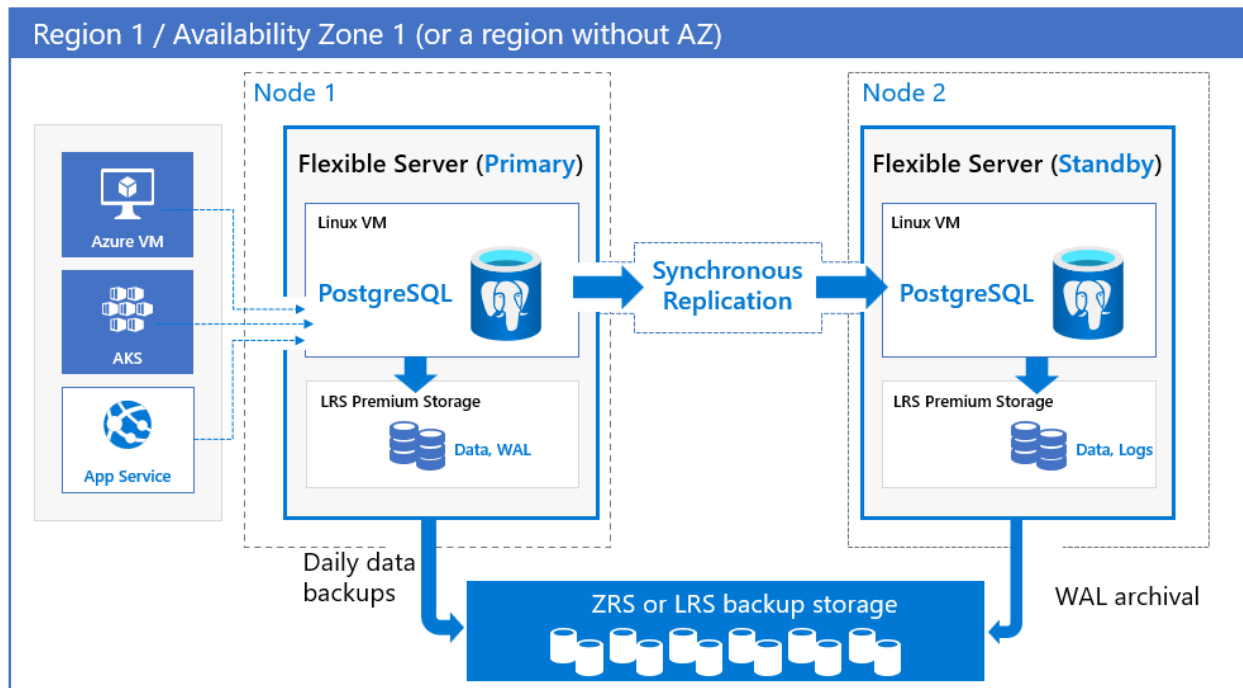 Region 1 / Availability Zone 1 (or a region without AZ)
Node 1
Node 2
Azure VM
AKS
App Service
Flexible Server (Primary)
Linux VM
PostgreSQL
LRS Premium Storage
Data, WAL
Synchronous
Replication
Flexible Server (Standby)
Linux VM
PostgreSQL
LRS Premium Storage
Data, Logs
Daily data
backups
ZRS or LRS backup storage
WAL archival